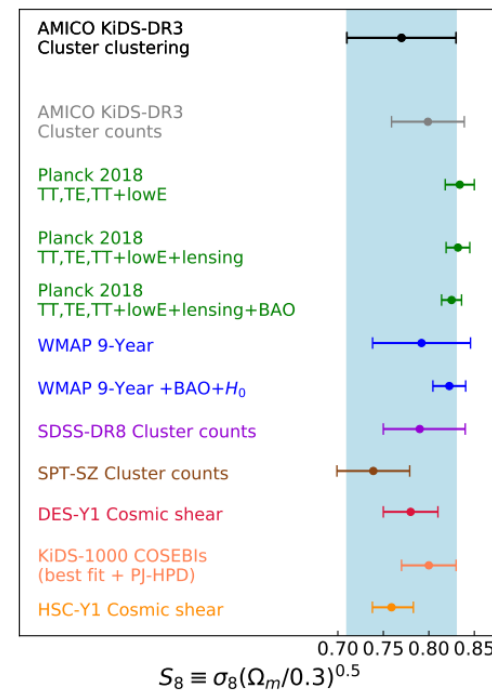 AMICO KiDS-DR3
Cluster clustering
AMICO KiDS-DR3
Cluster counts
Planck 2018
TT,TE,TT+lowE
Planck 2018
TT,TE,TT+lowE+lensing
Planck 2018
TT,TE,TT+lowE+lensing+BAO
WMAP 9-Year
WMAP 9-Year +BAO+H₀
SDSS-DR8 Cluster counts
SPT-SZ Cluster counts
DES-Y1 Cosmic shear
KiDS-1000 COSEBIs
(best fit + PJ-HPD)
HSC-Y1 Cosmic shear
0.70 0.75 0.80 0.85
S₈ ≡ σ₈(Ωₘ/0.3)⁰·⁵